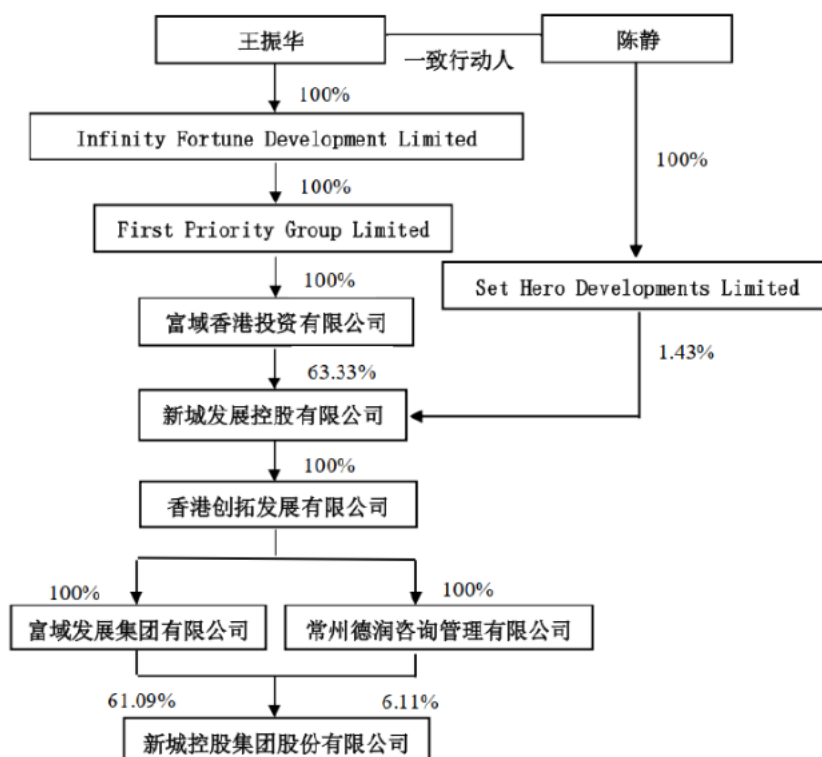 王振华
陈静
一致行动人
100%
Infinity Fortune Development Limited
100%
100%
First Priority Group Limited
100%
Set Hero Developments Limited
富域香港投资有限公司
1.43%
63.33%
新城发展控股有限公司
100%
香港创拓发展有限公司
100%
100%
富域发展集团有限公司
常州德润咨询管理有限公司
61.09%
6.11%
新城控股集团股份有限公司